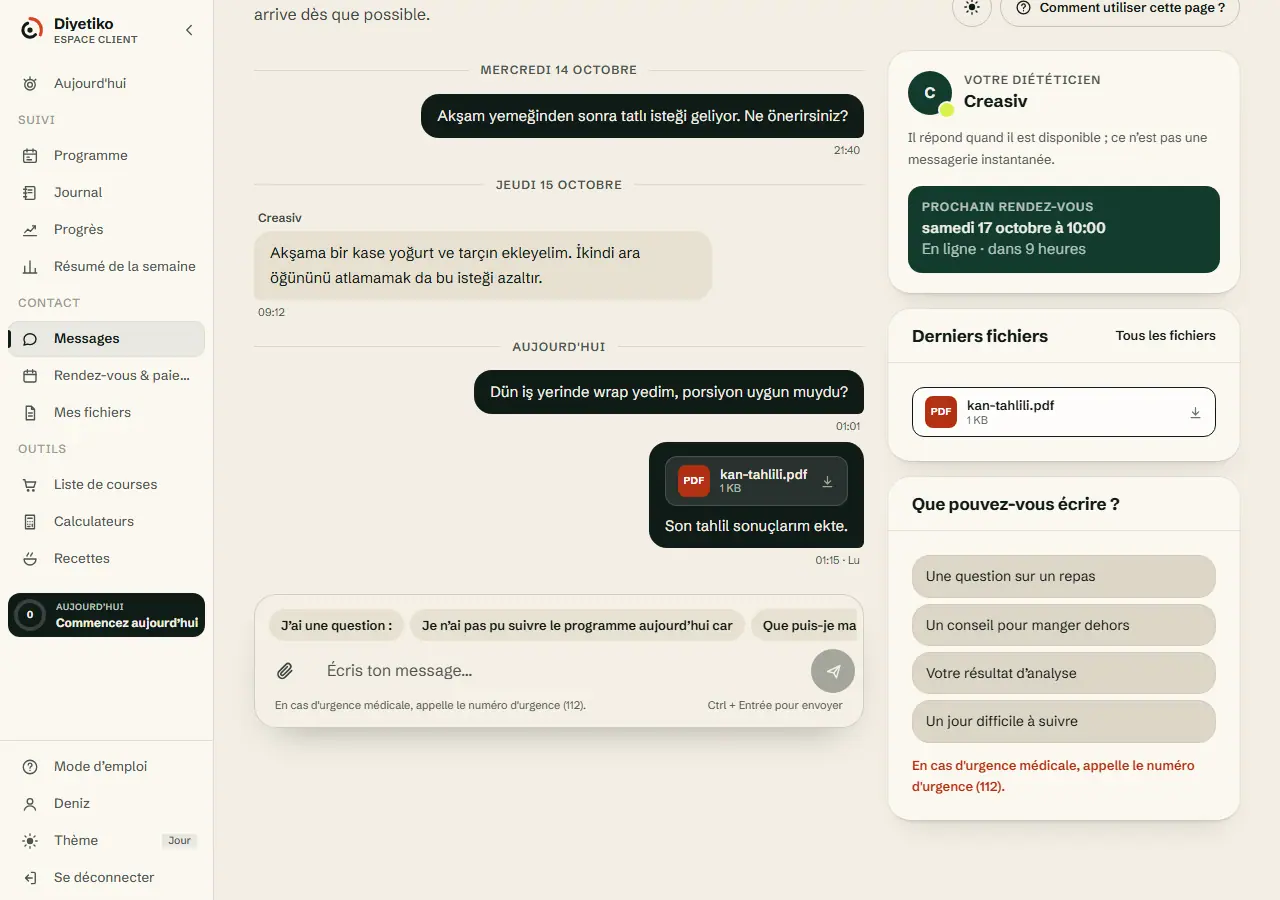 Diyetiko
ESPACE CLIENT
Aujourd'hui
SUIVI
Programme
Journal
Progrès
Résumé de la semaine
CONTACT
Messages
Rendez-vous & paie...
Mes fichiers
OUTILS
Liste de courses
Calculateurs
Recettes
0
AUJOURD'HUI
Commencez aujourd'hui
Mode d'emploi
Deniz
Thème
Jour
Se déconnecter
arrive dès que possible.
MERCREDI 14 OCTOBRE
Akşam yemeğinden sonra tatlı isteği geliyor. Ne önerirsiniz?
21:40
JEUDI 15 OCTOBRE
Creasiv
Akşama bir kase yoğurt ve tarçın ekleyelim. İkindi ara
öğününü atlamamak da bu isteği azaltır.
09:12
AUJOURD'HUI
Dün iş yerinde wrap yedim, porsiyon uygun muydu?
01:01
PDF
kan-tahlili.pdf
1 KB
Son tahlil sonuçlarım ekte.
01:15 · Lu
J'ai une question :
Je n'ai pas pu suivre le programme aujourd'hui car
Que puis-je ma
Écris ton message...
En cas d'urgence médicale, appelle le numéro d'urgence (112).
Ctrl + Entrée pour envoyer
Comment utiliser cette page ?
C
VOTRE DIÉTÉTICIEN
Creasiv
Il répond quand il est disponible ; ce n'est pas une
messagerie instantanée.
PROCHAIN RENDEZ-VOUS
samedi 17 octobre à 10:00
En ligne · dans 9 heures
Derniers fichiers
Tous les fichiers
PDF
kan-tahlili.pdf
1 KB
Que pouvez-vous écrire ?
Une question sur un repas
Un conseil pour manger dehors
Votre résultat d'analyse
Un jour difficile à suivre
En cas d'urgence médicale, appelle le numéro
d'urgence (112).